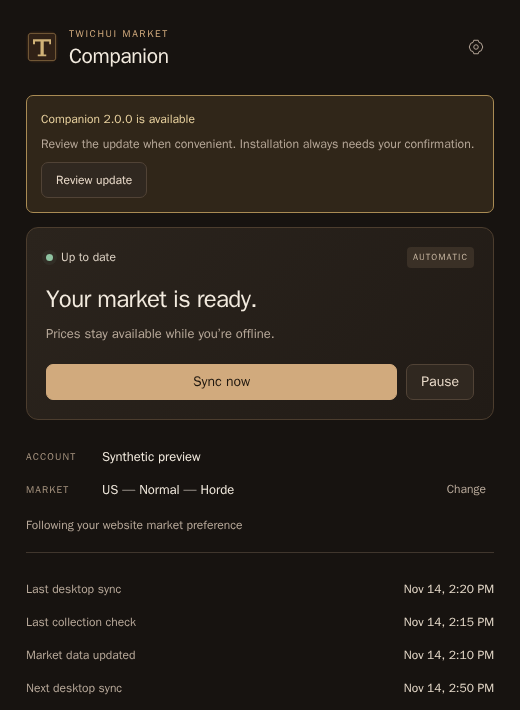 T
TWICHUI MARKET
Companion
Companion 2.0.0 is available
Review the update when convenient. Installation always needs your confirmation.
Review update
Up to date
AUTOMATIC
Your market is ready.
Prices stay available while you're offline.
Sync now
Pause
ACCOUNT Synthetic preview
MARKET US — Normal — Horde Change
Following your website market preference
Last desktop sync Nov 14, 2:20 PM
Last collection check Nov 14, 2:15 PM
Market data updated Nov 14, 2:10 PM
Next desktop sync Nov 14, 2:50 PM